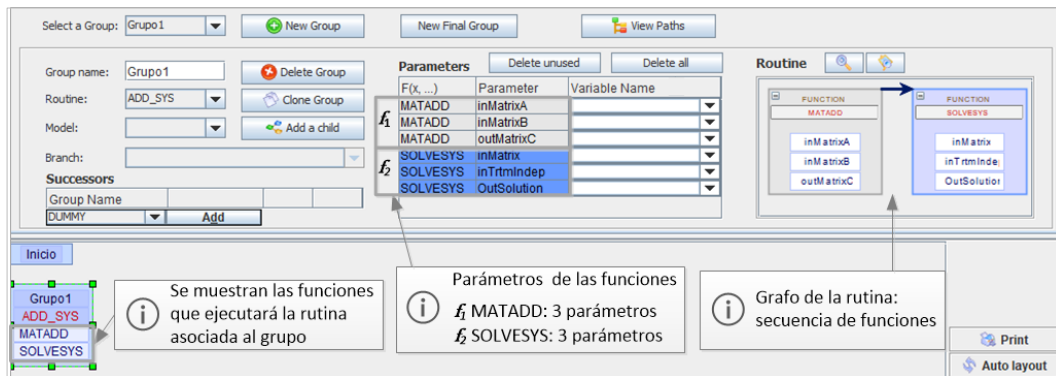 Select a Group: Grupo1 New Group New Final Group View Paths
Group name: Grupo1 Delete Group
Routine: ADD_SYS Clone Group
Model: Add a child
Branch:
Successors
Group Name
DUMMY Add
Parameters Delete unused Delete all
F(x, ...) Parameter Variable Name
f1 MATADD inMatrixA
MATADD inMatrixB
MATADD outMatrixC
f2 SOLVESYS inMatrix
SOLVESYS inTrtmIndep
SOLVESYS OutSolution
Routine
FUNCTION
MATADD
inMatrixA
inMatrixB
outMatrixC
FUNCTION
SOLVESYS
inMatrix
inTrtmInde
OutSolution
Inicio
Grupo1
ADD_SYS
MATADD
SOLVESYS
Se muestran las funciones
que ejecutará la rutina
asociada al grupo
Parámetros de las funciones
f1 MATADD: 3 parámetros
f2 SOLVESYS: 3 parámetros
Grafo de la rutina:
secuencia de funciones
Print
Auto layout